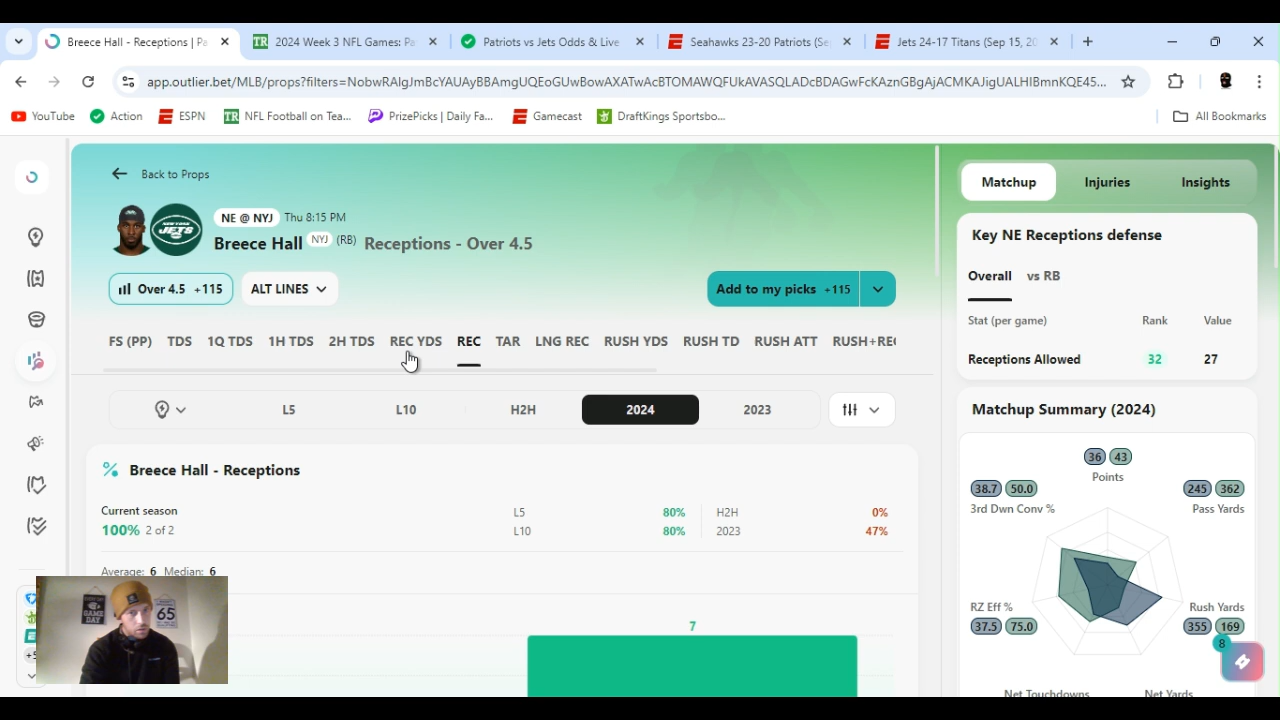 Breece Hall - Receptions | Pa
2024 Week 3 NFL Games: Pa
Patriots vs Jets Odds & Live
Seahawks 23-20 Patriots (Se
Jets 24-17 Titans (Sep 15, 20
app.outlier.bet/MLB/props?filters=NobwRAlgJmBcYAUAyBBAmgUQEoGUwBowAXATwAcBTOMAWQFUkAVASQLADcBDAGwFcKAznGBgAjACMKAJigUALHIBmnKQE45...
YouTube
Action
ESPN
NFL Football on Tea...
PrizePicks | Daily Fa...
Gamecast
DraftKings Sportsbo...
All Bookmarks
Back to Props
NE @ NYJ Thu 8:15 PM
Breece Hall NYJ (RB) Receptions - Over 4.5
Over 4.5 +115
ALT LINES
Add to my picks +115
FS (PP) TDS 1Q TDS 1H TDS 2H TDS REC YDS REC TAR LNG REC RUSH YDS RUSH TD RUSH ATT RUSH+REC
L5 L10 H2H 2024 2023
Breece Hall - Receptions
Current season
100% 2 of 2
L5 80% H2H 0%
L10 80% 2023 47%
Average: 6 Median: 6
7
Matchup Injuries Insights
Key NE Receptions defense
Overall vs RB
Stat (per game) Rank Value
Receptions Allowed 32 27
Matchup Summary (2024)
36 43
Points
38.7 50.0
3rd Dwn Conv %
245 362
Pass Yards
RZ Eff %
37.5 75.0
Rush Yards
355 169
8
Net Touchdowns
Net Yards
JETS
GAME
DAY
65